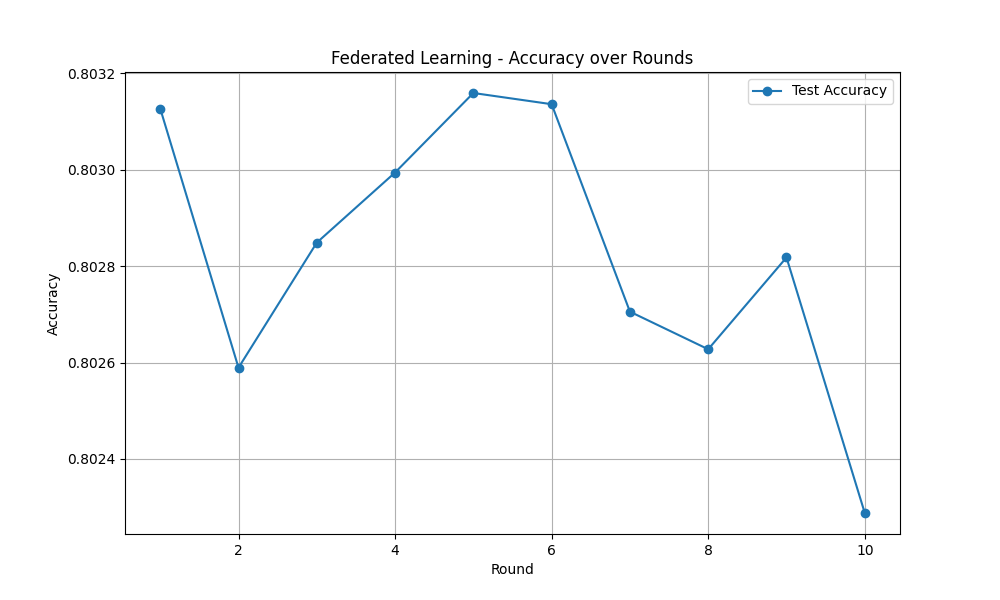 Federated Learning - Accuracy over Rounds
0.8032
0.8030
0.8028
0.8026
0.8024
Accuracy
Test Accuracy
2
4
6
8
10
Round